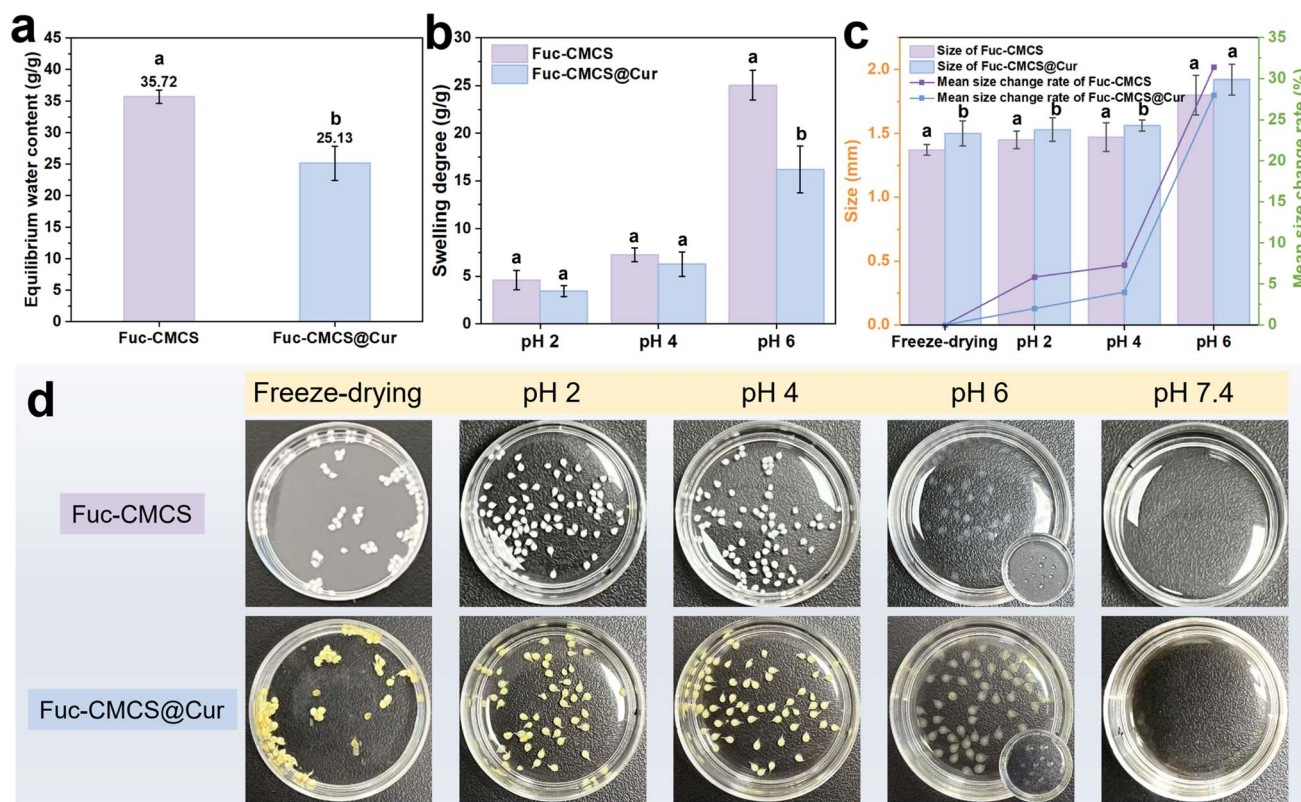 a
Equilibrium water content (g/g)
50
45
40
35
30
25
20
15
10
5
0
a
35.72
b
25.13
Fuc-CMCS
Fuc-CMCS@Cur
b
Swelling degree (g/g)
30
25
20
15
10
5
0
Fuc-CMCS
Fuc-CMCS@Cur
a
a
a
a
a
b
pH 2
pH 4
pH 6
c
Size (mm)
2.0
1.5
1.0
0.5
0.0
Size of Fuc-CMCS
Size of Fuc-CMCS@Cur
Mean size change rate of Fuc-CMCS
Mean size change rate of Fuc-CMCS@Cur
a
b
a
b
a
b
a
a
Freeze-drying
pH 2
pH 4
pH 6
35
30
25
20
15
10
5
0
Mean size change rate (%)
d
Freeze-drying
pH 2
pH 4
pH 6
pH 7.4
Fuc-CMCS
Fuc-CMCS@Cur